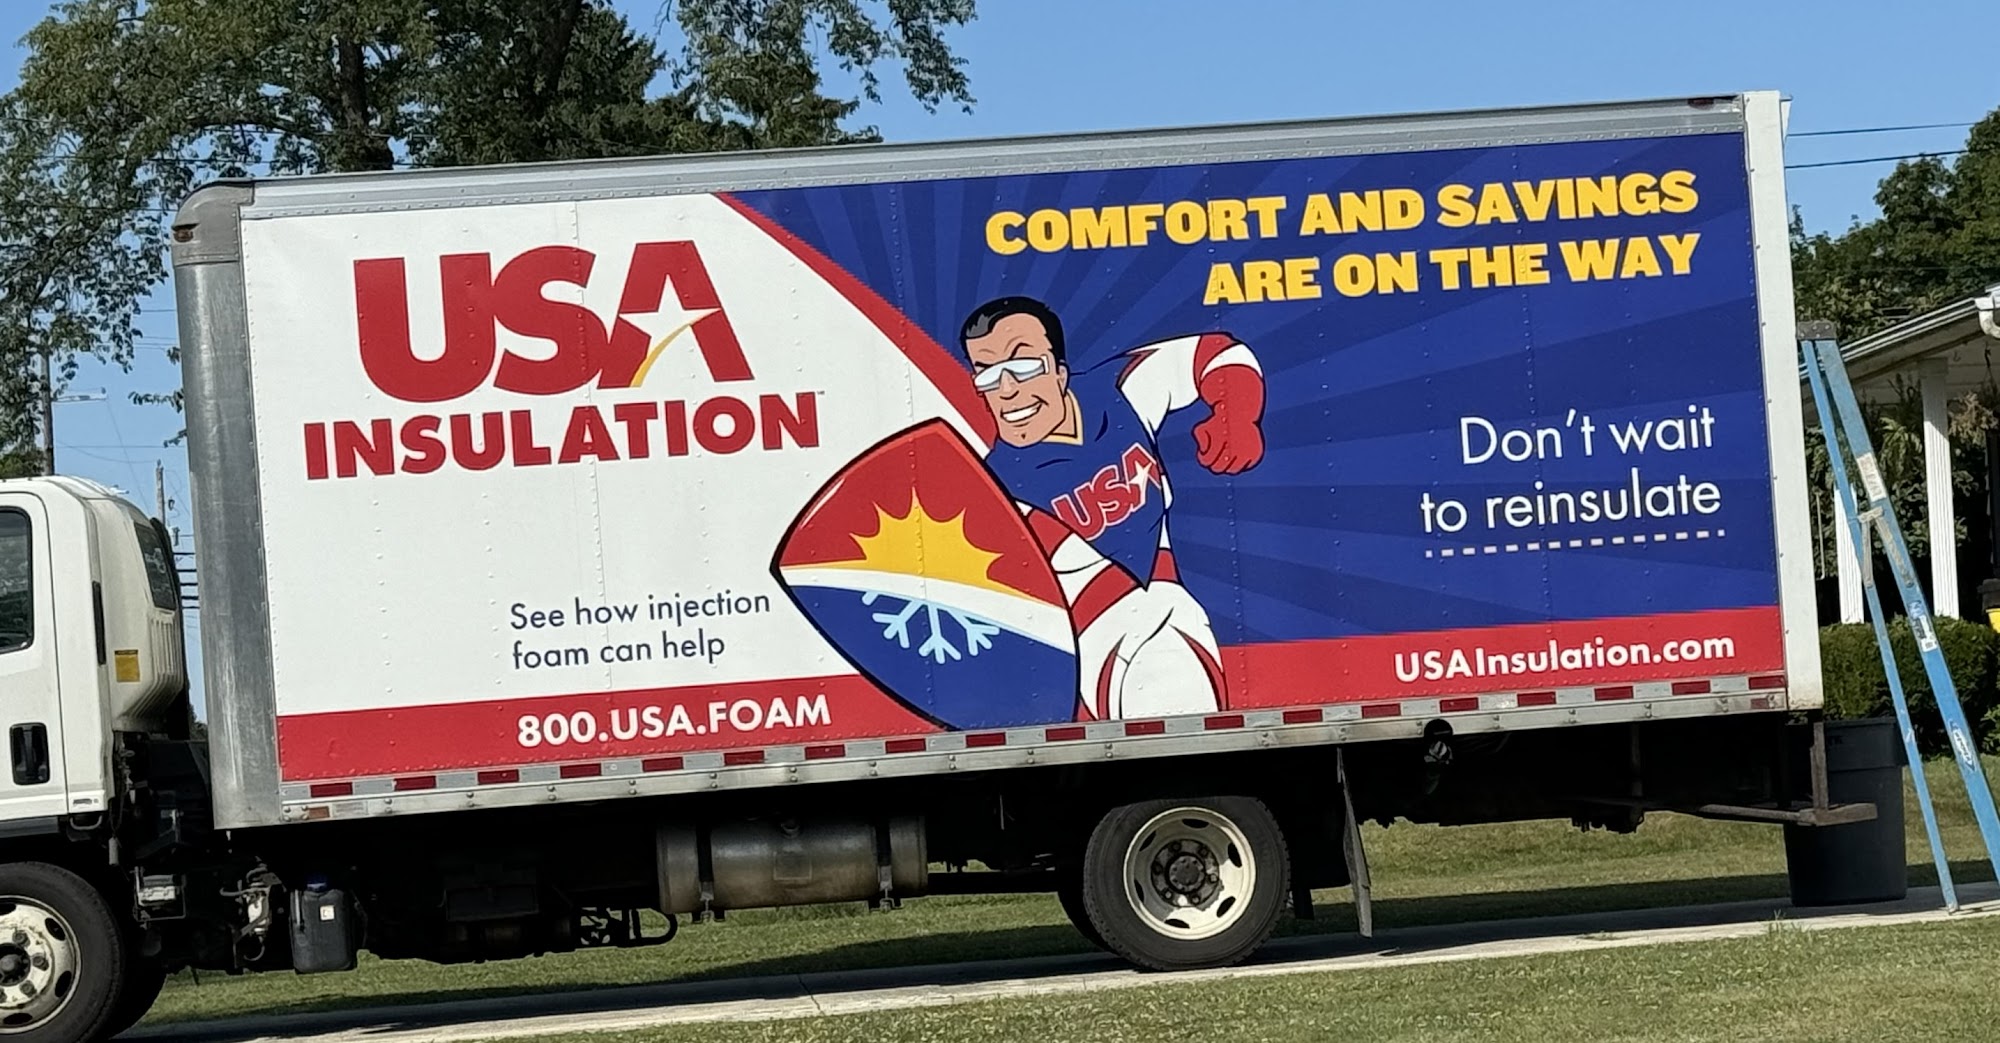 USA
INSULATION
See how injection
foam can help
800.USA.FOAM
COMFORT AND SAVINGS
ARE ON THE WAY
USA
Don't wait
to reinsulate
USAInsulation.com